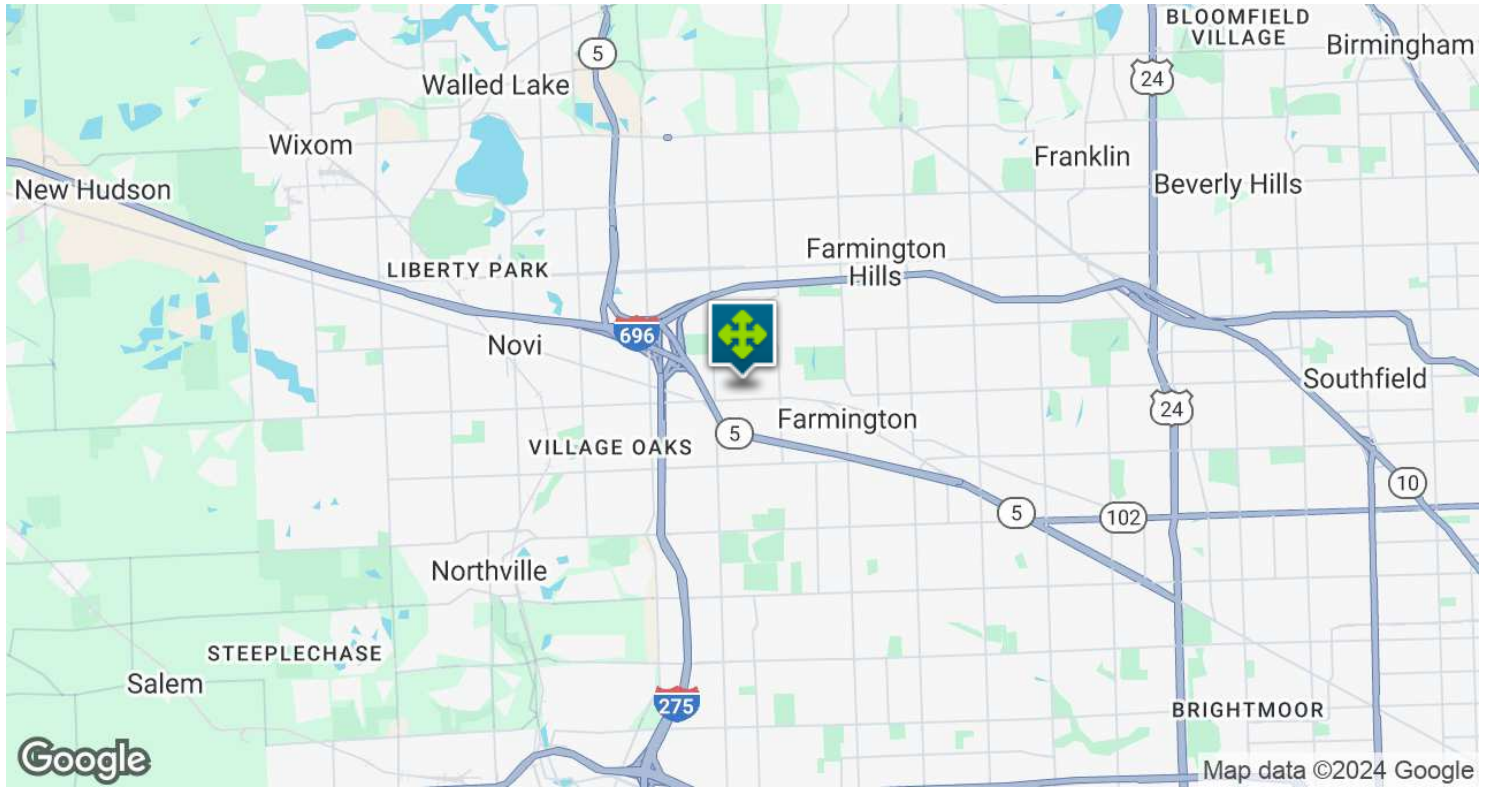 BLOOMFIELD
VILLAGE
Birmingham
5
24
Walled Lake
Wixom
Franklin
New Hudson
Beverly Hills
Farmington
Hills
LIBERTY PARK
696
Novi
Southfield
24
Farmington
5
VILLAGE OAKS
10
5
102
Northville
STEEPLECHASE
Salem
275
BRIGHTMOOR
Google
Map data ©2024 Google